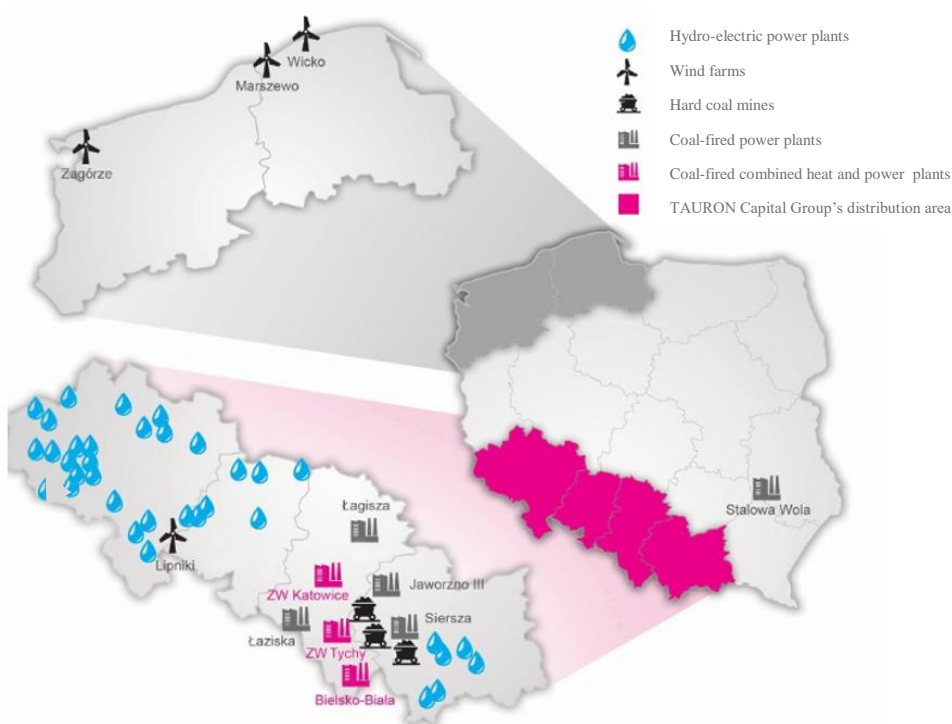 Hydro-electric power plants
Wind farms
Hard coal mines
Coal-fired power plants
Coal-fired combined heat and power plants
TAURON Capital Group's distribution area
Wicko
Marszewo
Zagórze
Stalowa Wola
Łagisza
Lipniki
ZW Katowice
Jaworzno III
Łaziska
Siersza
ZW Tychy
Bielsko-Biała